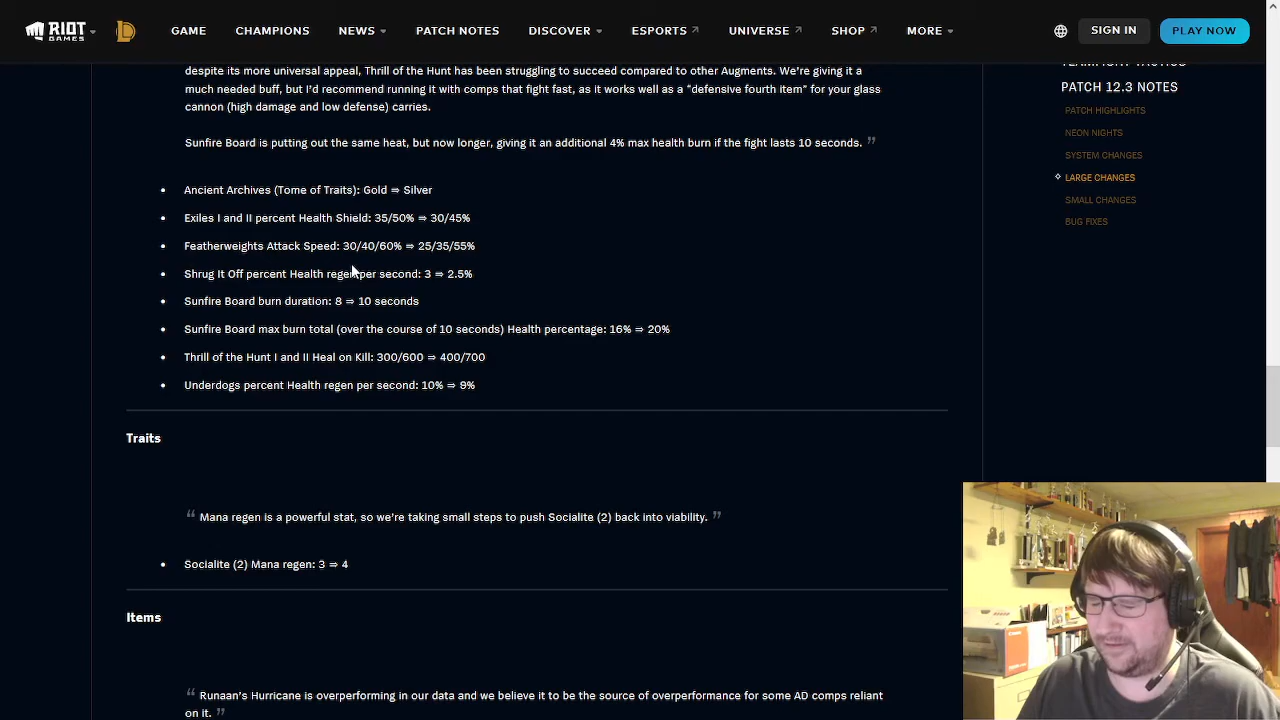 RIOT GAMES
GAME
CHAMPIONS
NEWS
PATCH NOTES
DISCOVER
ESPORTS
UNIVERSE
SHOP
MORE
SIGN IN
PLAY NOW
despite its more universal appeal, Thrill of the Hunt has been struggling to succeed compared to other Augments. We're giving it a
much needed buff, but I'd recommend running it with comps that fight fast, as it works well as a “defensive fourth item” for your glass
cannon (high damage and low defense) carries.
Sunfire Board is putting out the same heat, but now longer, giving it an additional 4% max health burn if the fight lasts 10 seconds. ”
• Ancient Archives (Tome of Traits): Gold ⇒ Silver
• Exiles I and II percent Health Shield: 35/50% ⇒ 30/45%
• Featherweights Attack Speed: 30/40/60% ⇒ 25/35/55%
• Shrug It Off percent Health regen per second: 3 ⇒ 2.5%
• Sunfire Board burn duration: 8 ⇒ 10 seconds
• Sunfire Board max burn total (over the course of 10 seconds) Health percentage: 16% ⇒ 20%
• Thrill of the Hunt I and II Heal on Kill: 300/600 ⇒ 400/700
• Underdogs percent Health regen per second: 10% ⇒ 9%
Traits
“ Mana regen is a powerful stat, so we're taking small steps to push Socialite (2) back into viability. ”
• Socialite (2) Mana regen: 3 ⇒ 4
Items
“ Runaan's Hurricane is overperforming in our data and we believe it to be the source of overperformance for some AD comps reliant
on it. ”
TEAMFIGHT TACTICS
PATCH 12.3 NOTES
PATCH HIGHLIGHTS
NEON NIGHTS
SYSTEM CHANGES
LARGE CHANGES
SMALL CHANGES
BUG FIXES